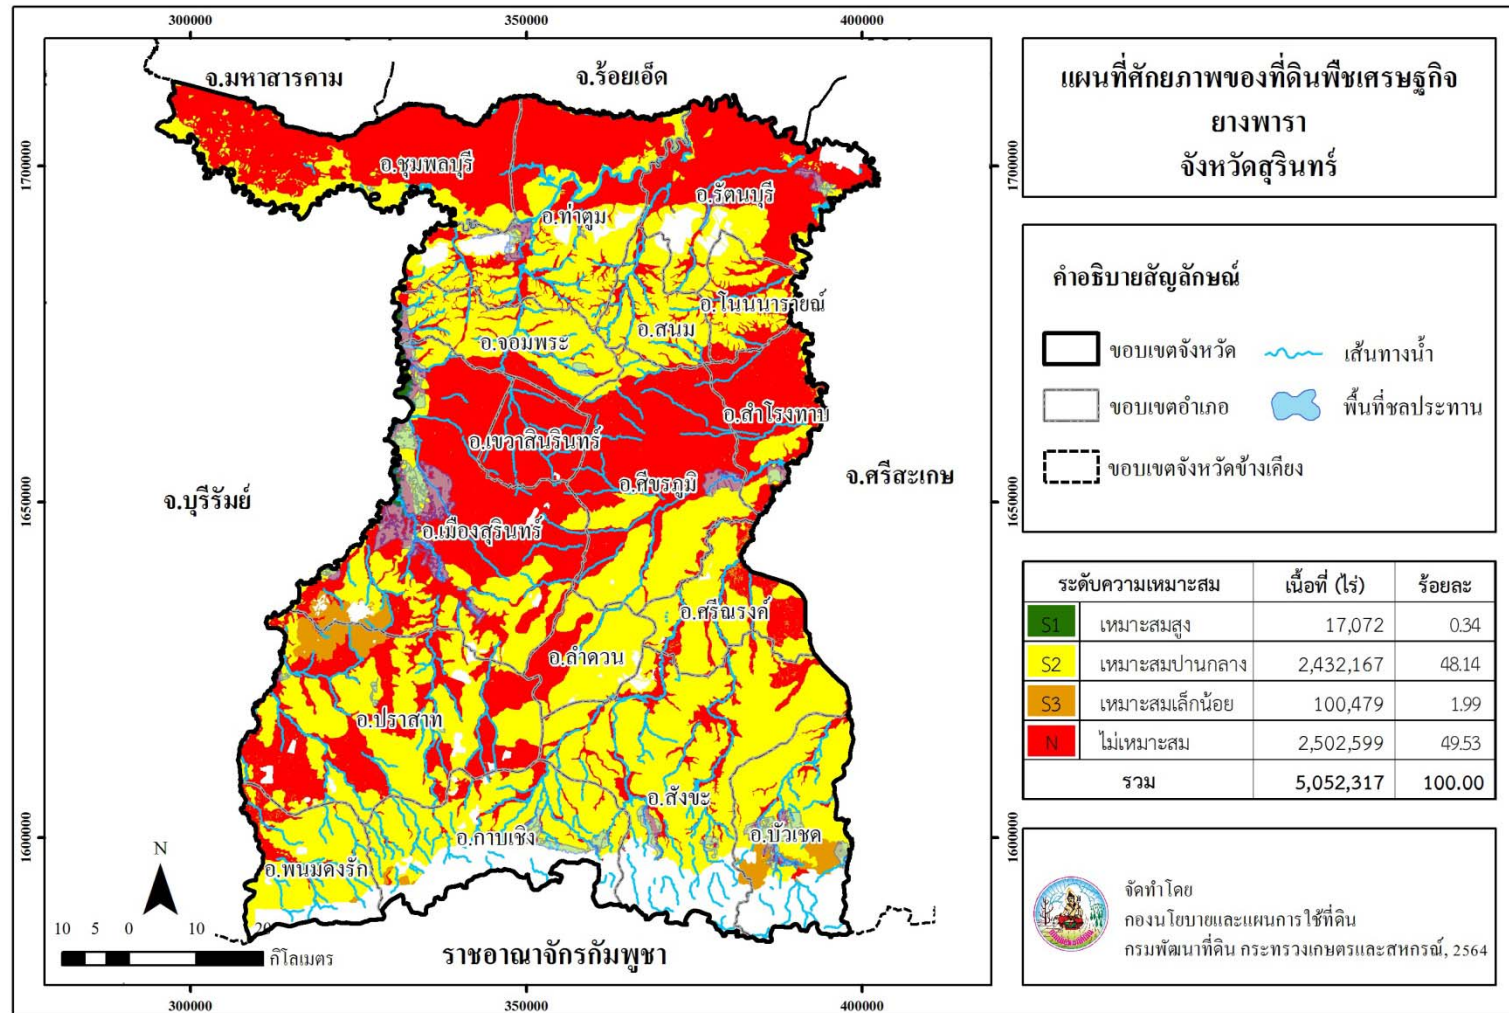 300000
350000
400000
แผนที่ศักยภาพของที่ดินพืชเศรษฐกิจ
ยางพารา
จังหวัดสุรินทร์
จ.มหาสารคาม
จ.ร้อยเอ็ด
1700000
1700000
อ.ชุมพลบุรี
อ.รัตนบุรี
อ.ท่าตูม
อ.โนนนารายณ์
อ.สนม
อ.จอมพระ
อ.สำโรงทาบ
อ.เขวาสินรินทร์
จ.ศรีสะเกษ
อ.ศีขรภูมิ
จ.บุรีรัมย์
1650000
1650000
อ.เมืองสุรินทร์
อ.ศรีณรงค์
อ.ลำดวน
อ.ปราสาท
อ.สังขะ
อ.กาบเชิง
อ.บัวเชด
1600000
1600000
อ.พนมดงรัก
N
10 5 0 10 20
กิโลเมตร
ราชอาณาจักรกัมพูชา
300000
350000
400000
คำอธิบายสัญลักษณ์
ขอบเขตจังหวัด
เส้นทางน้ำ
ขอบเขตอำเภอ
พื้นที่ชลประทาน
ขอบเขตจังหวัดข้างเคียง
ระดับความเหมาะสม เนื้อที่ (ไร่) ร้อยละ
S1 เหมาะสมสูง 17,072 0.34
S2 เหมาะสมปานกลาง 2,432,167 48.14
S3 เหมาะสมเล็กน้อย 100,479 1.99
N ไม่เหมาะสม 2,502,599 49.53
รวม 5,052,317 100.00
จัดทำโดย
กองนโยบายและแผนการใช้ที่ดิน
กรมพัฒนาที่ดิน กระทรวงเกษตรและสหกรณ์, 2564